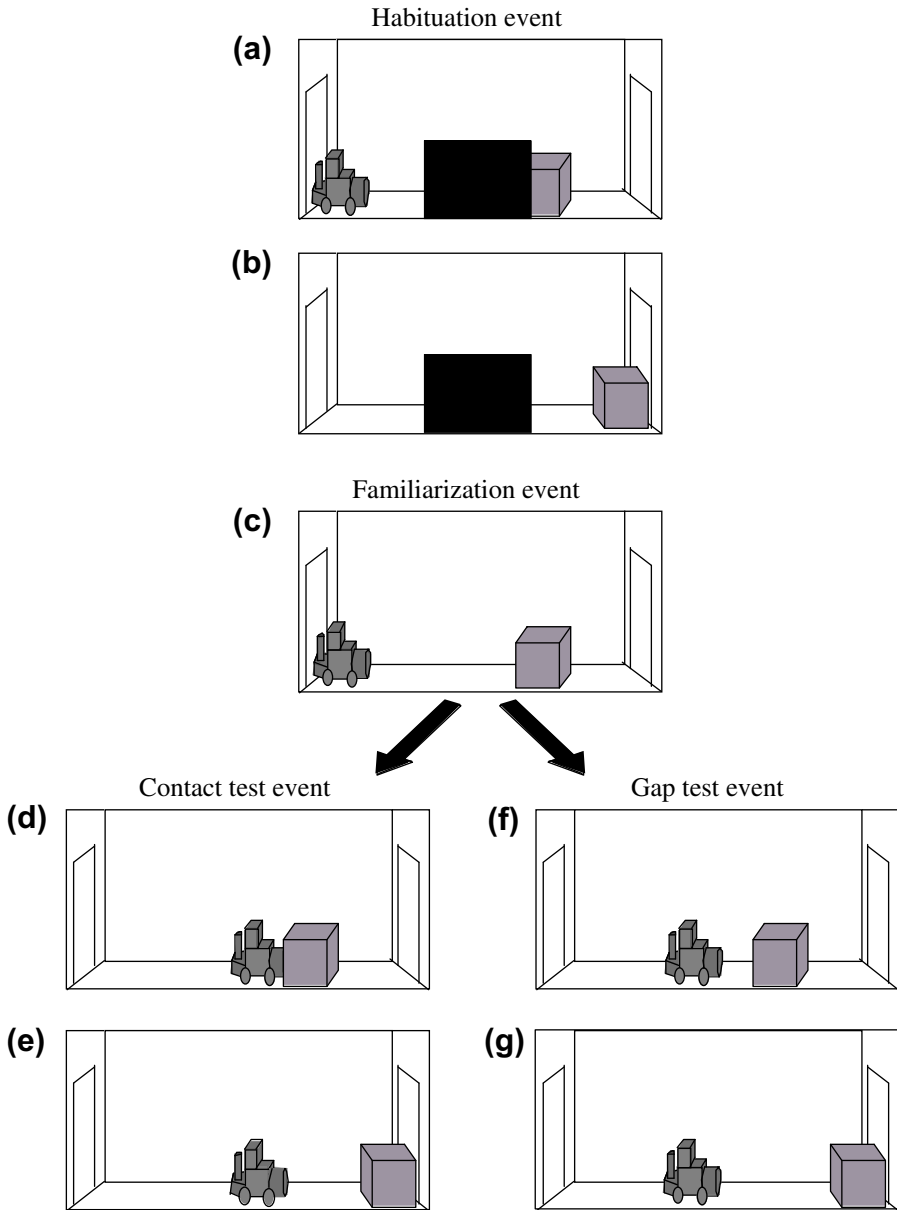 Habituation event
(a)
(b)
Familiarization event
(c)
Contact test event
Gap test event
(d)
(f)
(e)
(g)